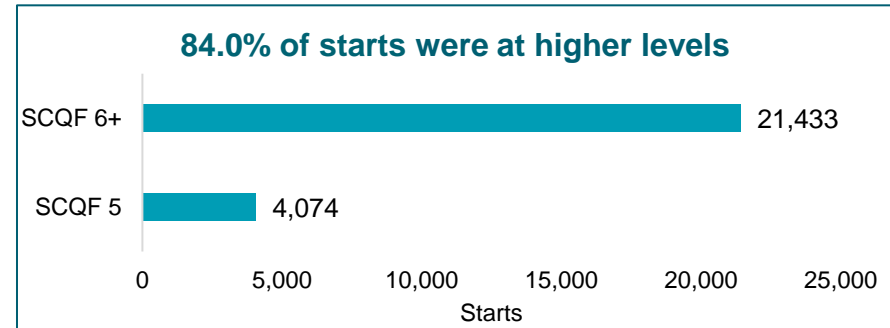 84.0% of starts were at higher levels
SCQF 6+ 21,433
SCQF 5 4,074
0 5,000 10,000 15,000 20,000 25,000
Starts